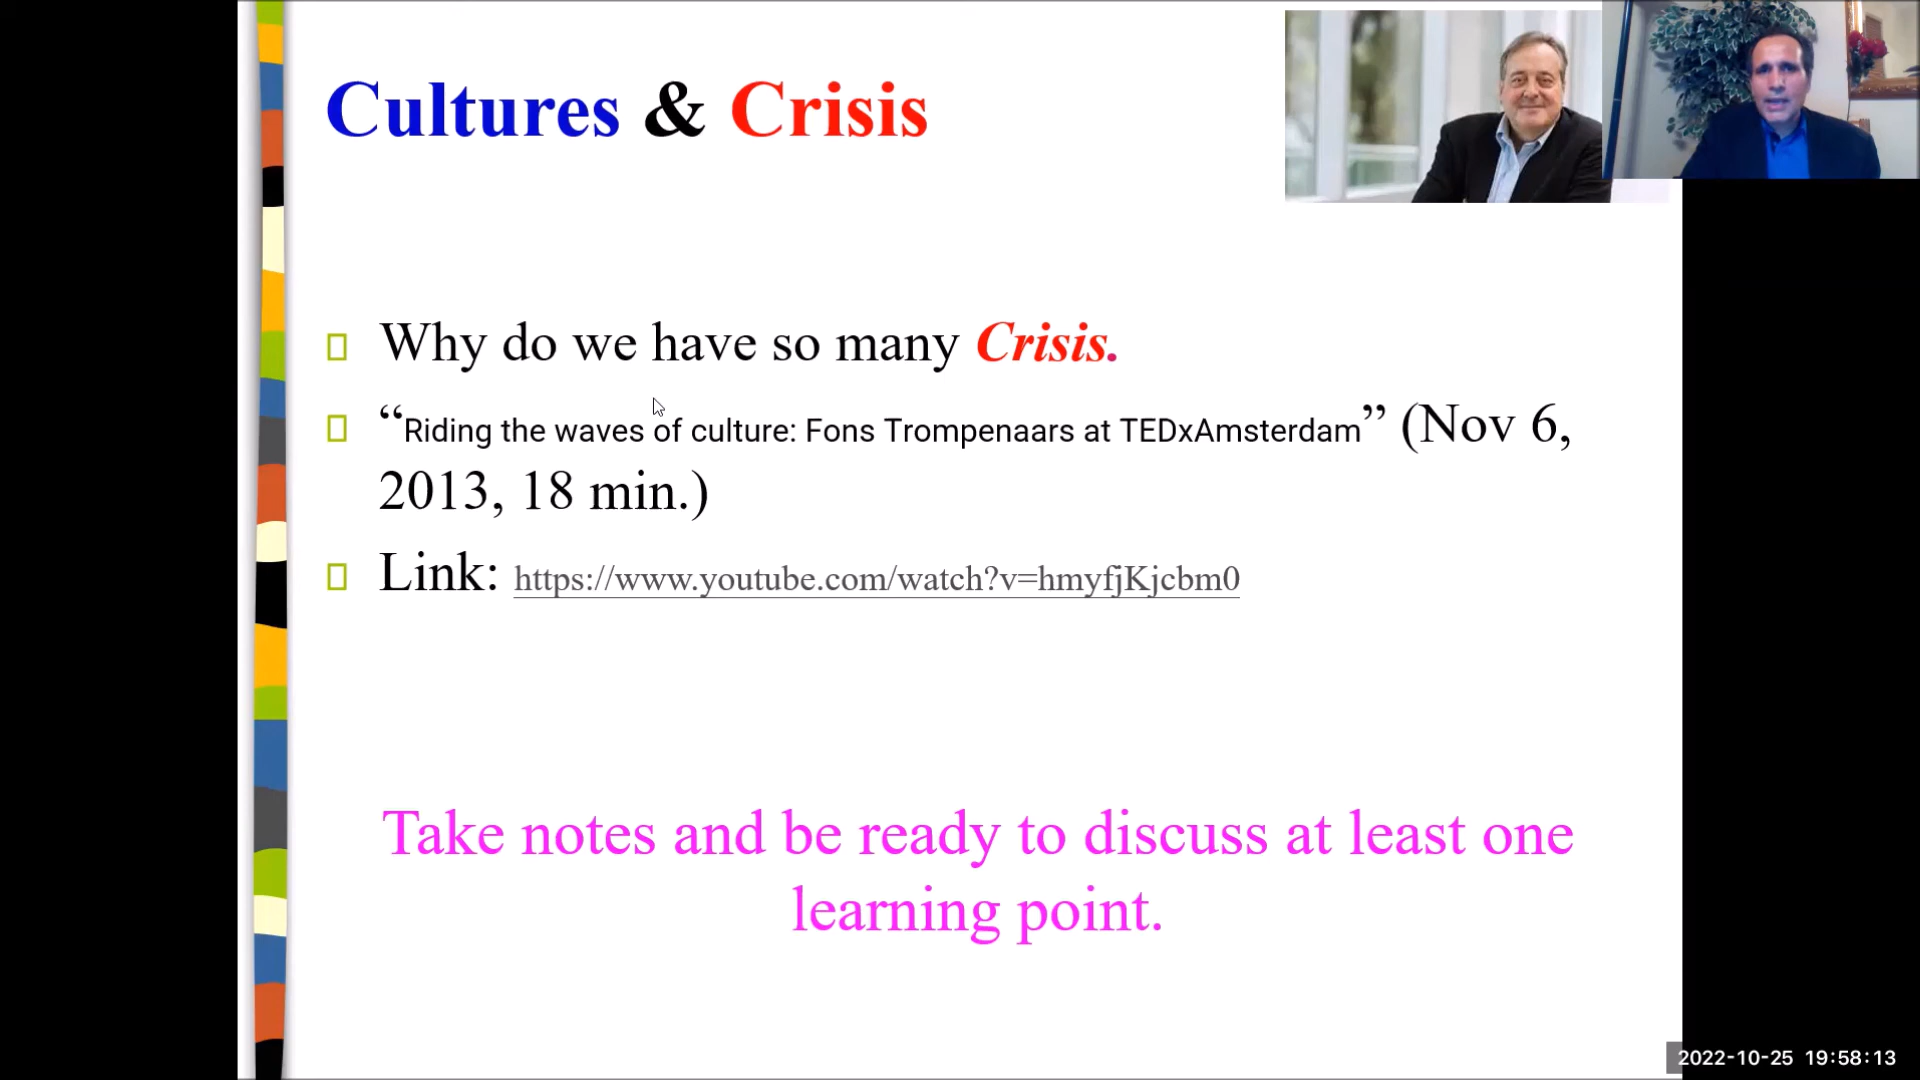 Cultures & Crisis
Why do we have so many Crisis.
“Riding the waves of culture: Fons Trompenaars at TEDxAmsterdam” (Nov 6,
2013, 18 min.)
Link: https://www.youtube.com/watch?v=hmyfjKjcbm0
Take notes and be ready to discuss at least one
learning point.
2022-10-25 19:58:13